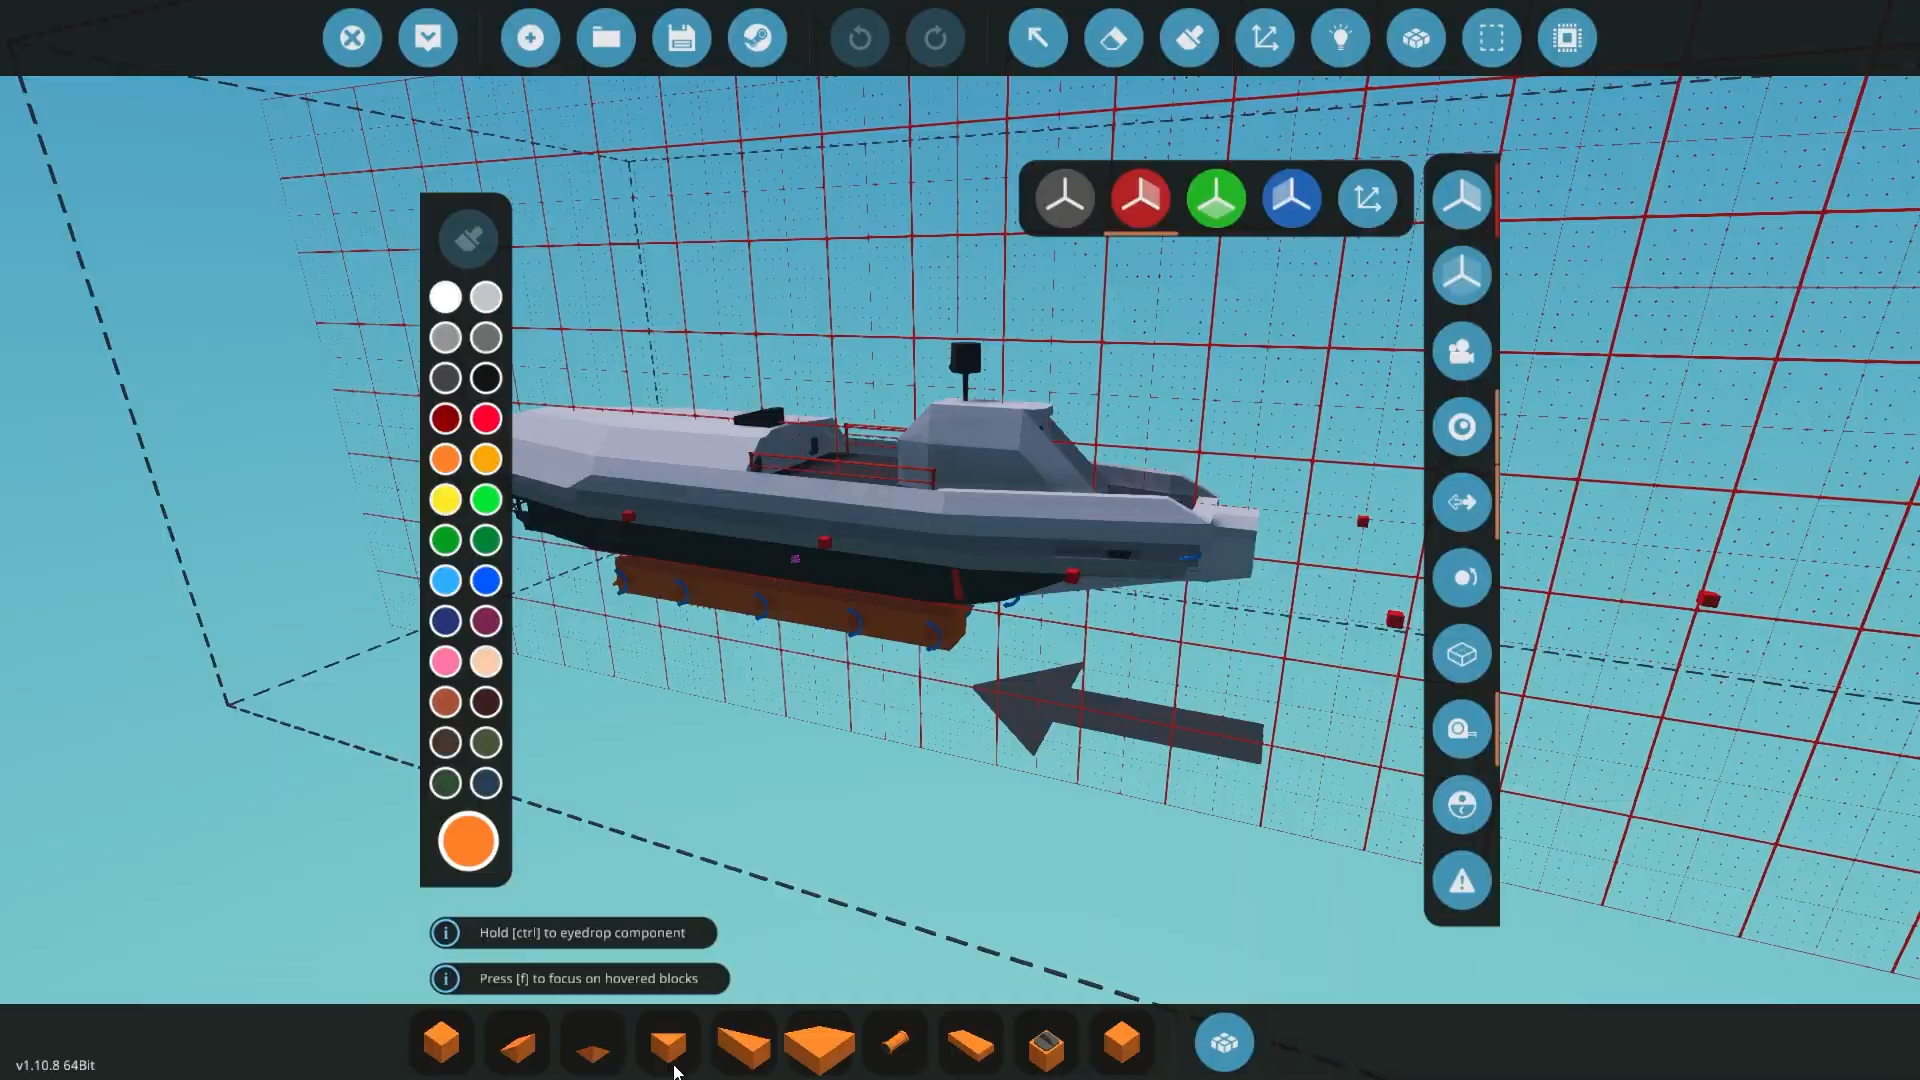 Hold [ctrl] to eyedrop component
Press [f] to focus on hovered blocks
v1.10.8 64Bit